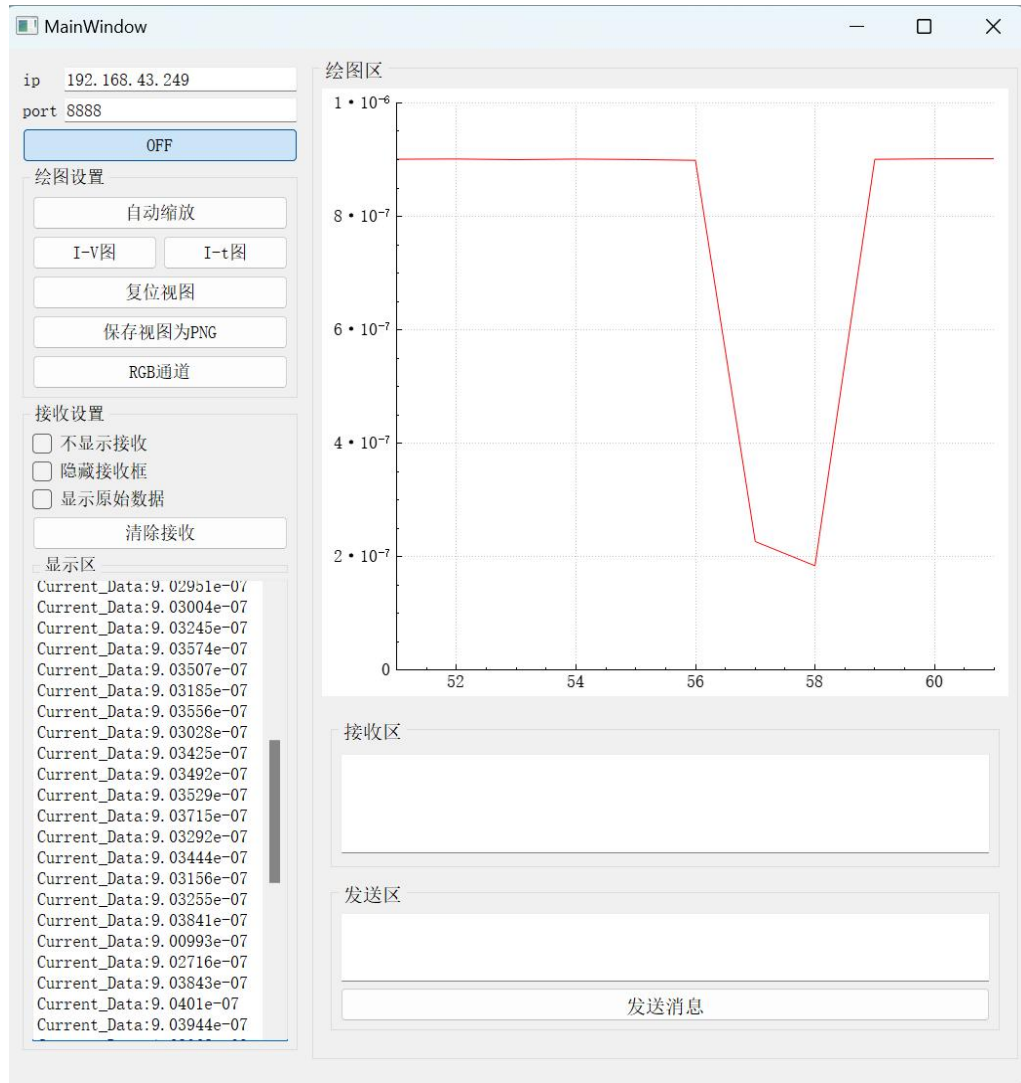 MainWindow
ip 192.168.43.249
port 8888
OFF
绘图设置
自动缩放
I-V图 I-t图
复位视图
保存视图为PNG
RGB通道
接收设置
不显示接收
隐藏接收框
显示原始数据
清除接收
显示区
Current_Data:9.02951e-07
Current_Data:9.03004e-07
Current_Data:9.03245e-07
Current_Data:9.03574e-07
Current_Data:9.03507e-07
Current_Data:9.03185e-07
Current_Data:9.03556e-07
Current_Data:9.03028e-07
Current_Data:9.03425e-07
Current_Data:9.03492e-07
Current_Data:9.03529e-07
Current_Data:9.03715e-07
Current_Data:9.03292e-07
Current_Data:9.03444e-07
Current_Data:9.03156e-07
Current_Data:9.03255e-07
Current_Data:9.03841e-07
Current_Data:9.00993e-07
Current_Data:9.02716e-07
Current_Data:9.03843e-07
Current_Data:9.0401e-07
Current_Data:9.03944e-07
绘图区
1·10⁻⁶
8·10⁻⁷
6·10⁻⁷
4·10⁻⁷
2·10⁻⁷
0
52 54 56 58 60
接收区
发送区
发送消息